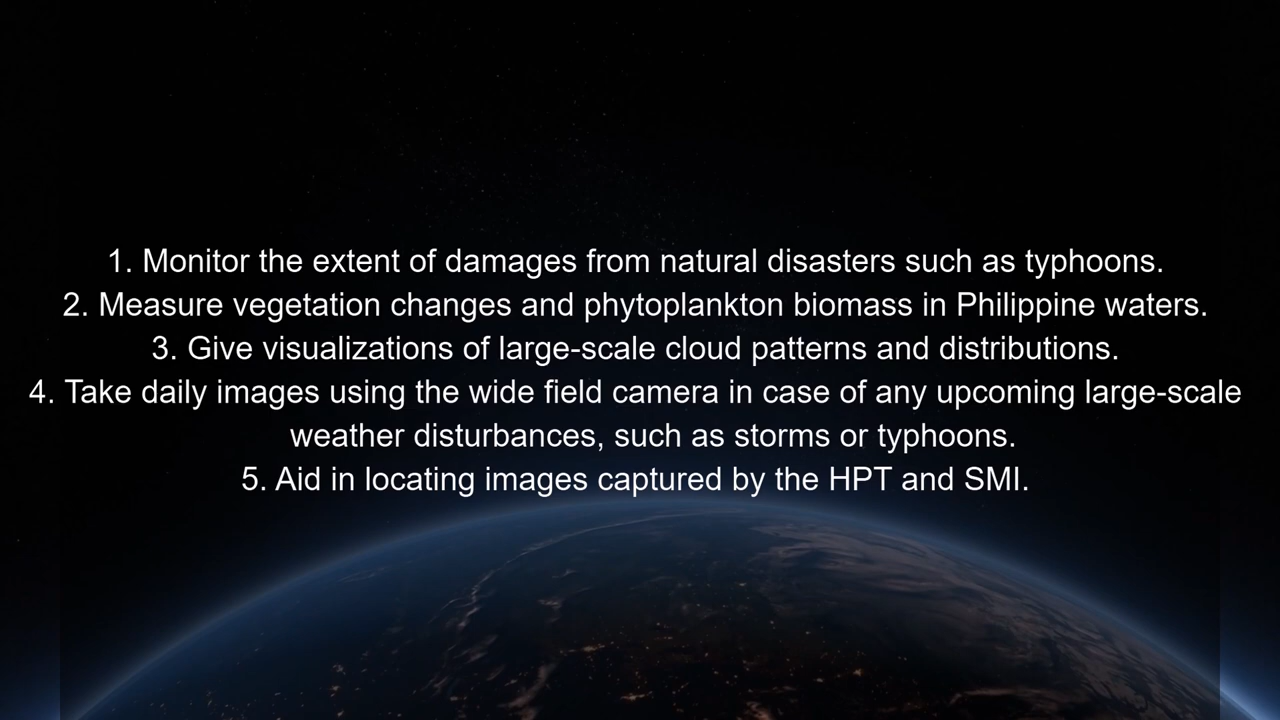 1. Monitor the extent of damages from natural disasters such as typhoons.
2. Measure vegetation changes and phytoplankton biomass in Philippine waters.
3. Give visualizations of large-scale cloud patterns and distributions.
4. Take daily images using the wide field camera in case of any upcoming large-scale
weather disturbances, such as storms or typhoons.
5. Aid in locating images captured by the HPT and SMI.